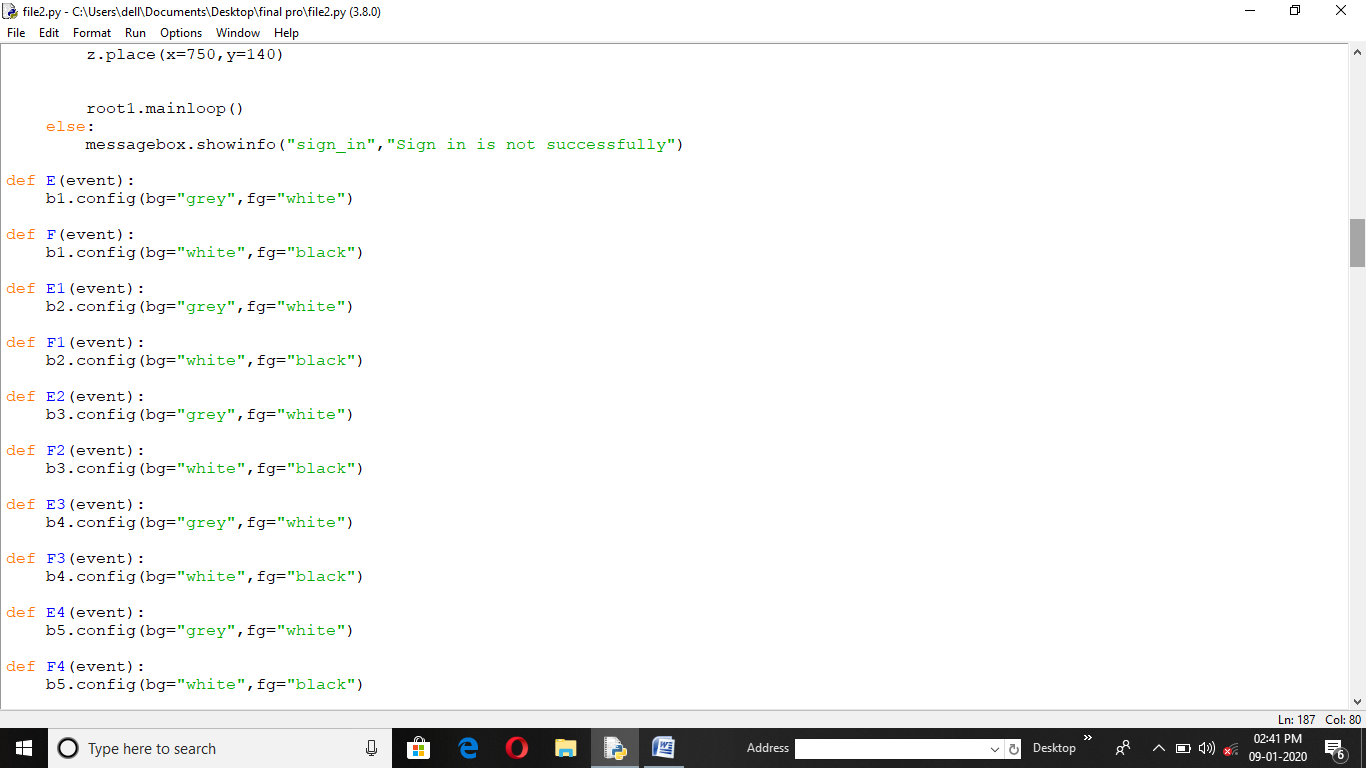 file2.py - C:\Users\dell\Documents\Desktop\final pro\file2.py (3.8.0)
File Edit Format Run Options Window Help
        z.place(x=750,y=140)
        root1.mainloop()
    else:
        messagebox.showinfo("sign_in","Sign in is not successfully")
def E(event):
    b1.config(bg="grey",fg="white")
def F(event):
    b1.config(bg="white",fg="black")
def E1(event):
    b2.config(bg="grey",fg="white")
def F1(event):
    b2.config(bg="white",fg="black")
def E2(event):
    b3.config(bg="grey",fg="white")
def F2(event):
    b3.config(bg="white",fg="black")
def E3(event):
    b4.config(bg="grey",fg="white")
def F3(event):
    b4.config(bg="white",fg="black")
def E4(event):
    b5.config(bg="grey",fg="white")
def F4(event):
    b5.config(bg="white",fg="black")
Ln: 187 Col: 80
Type here to search
Address
Desktop
02:41 PM
09-01-2020
6